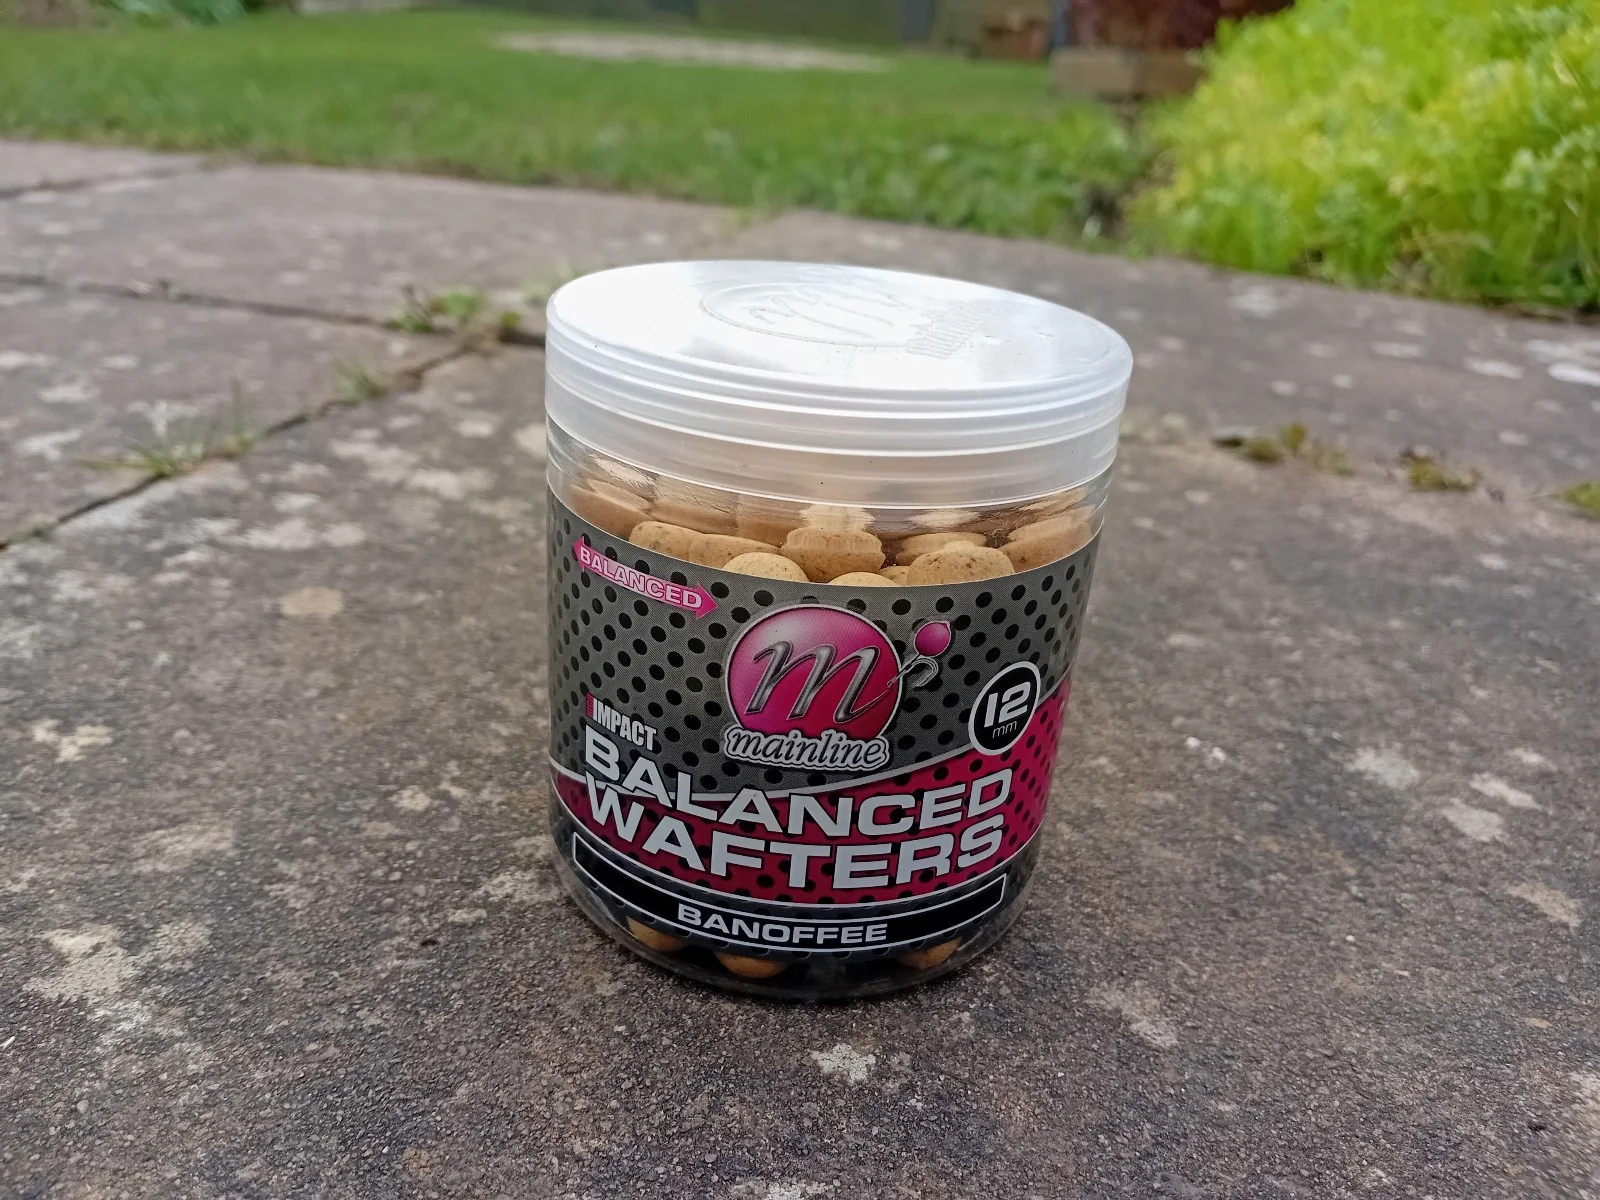 BALANCED
m
mainline
12
mm
IMPACT
BALANCED
WAFTERS
BANOFFEE